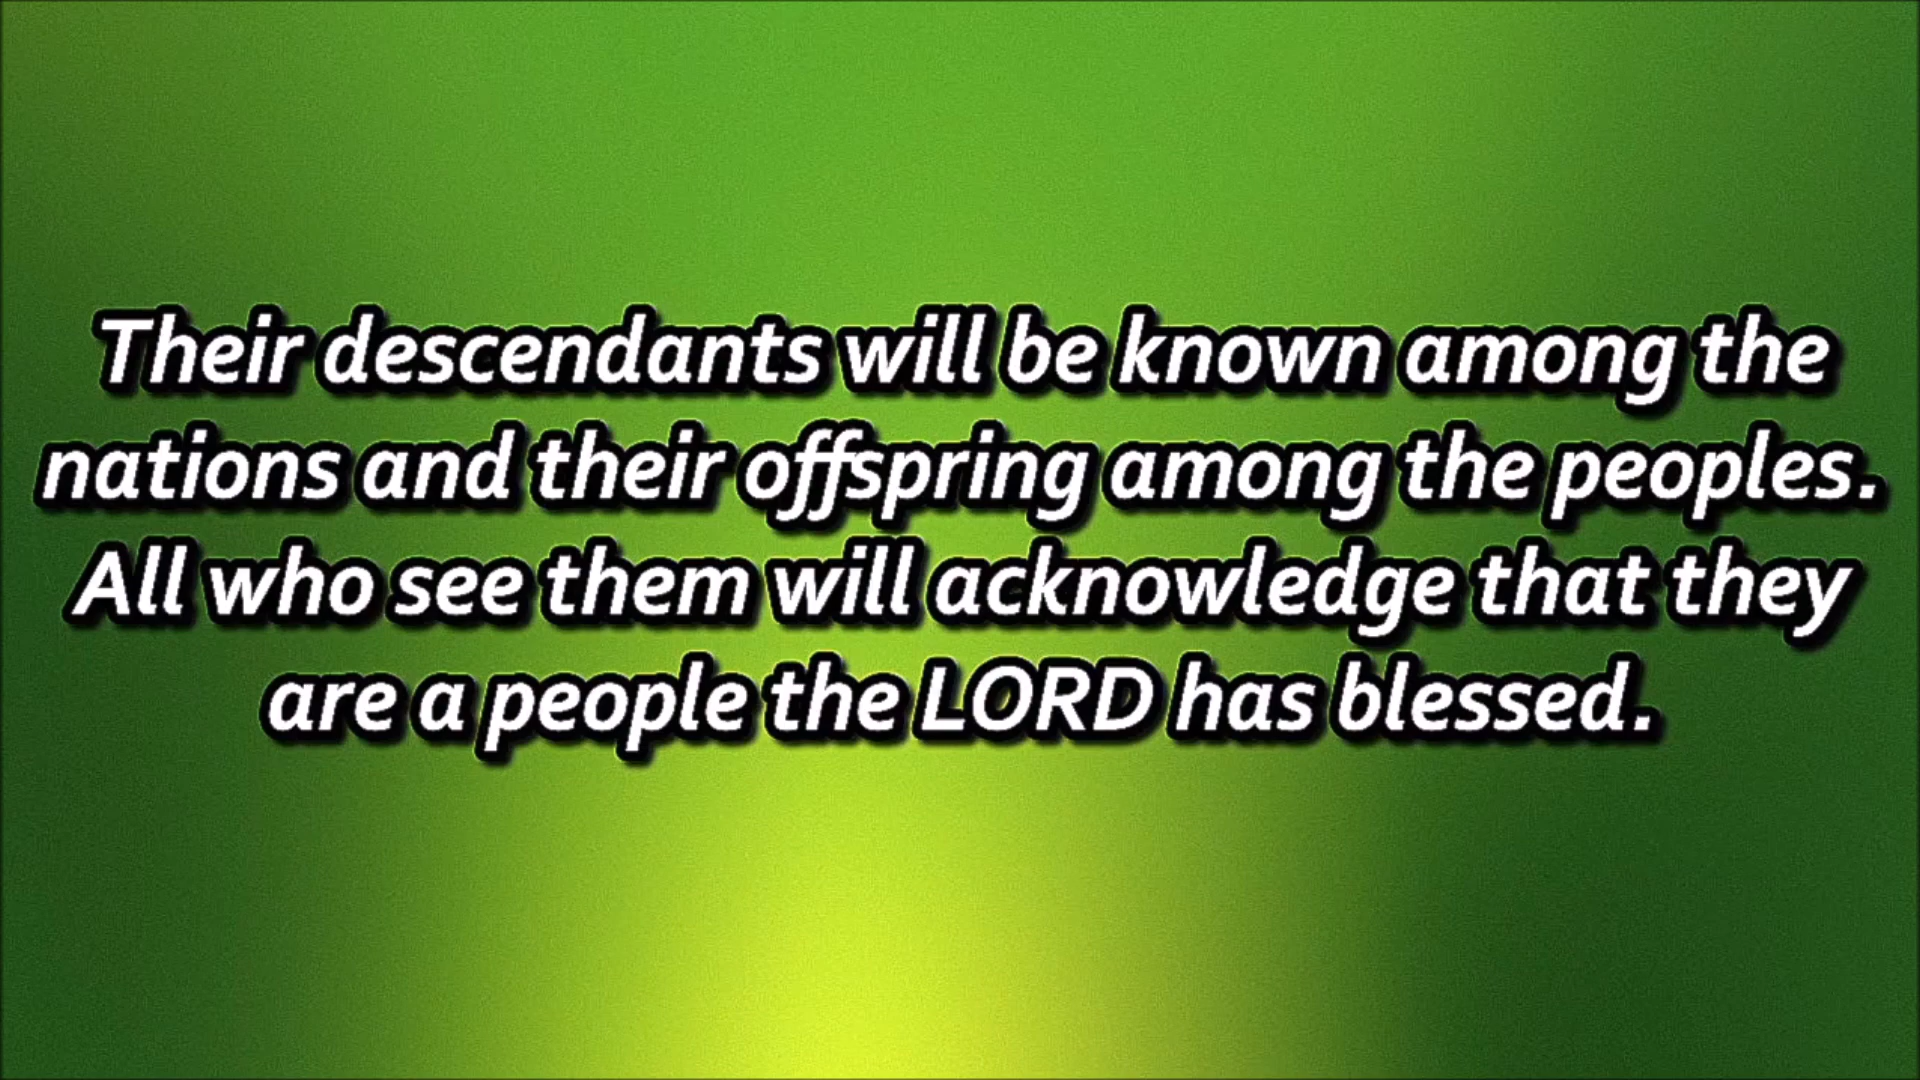 Their descendants will be known among the
nations and their offspring among the peoples.
All who see them will acknowledge that they
are a people the LORD has blessed.